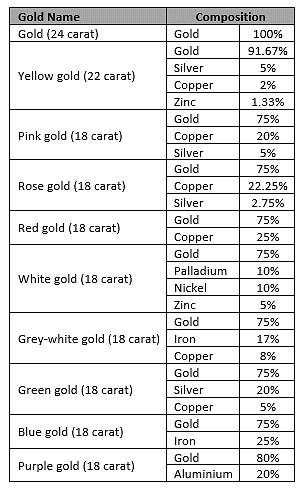 Gold Name Composition
Gold (24 carat) Gold 100%
Yellow gold (22 carat) Gold 91.67%
Silver 5%
Copper 2%
Zinc 1.33%
Pink gold (18 carat) Gold 75%
Copper 20%
Silver 5%
Rose gold (18 carat) Gold 75%
Copper 22.25%
Silver 2.75%
Red gold (18 carat) Gold 75%
Copper 25%
White gold (18 carat) Gold 75%
Palladium 10%
Nickel 10%
Zinc 5%
Grey-white gold (18 carat) Gold 75%
Iron 17%
Copper 8%
Green gold (18 carat) Gold 75%
Silver 20%
Copper 5%
Blue gold (18 carat) Gold 75%
Iron 25%
Purple gold (18 carat) Gold 80%
Aluminium 20%